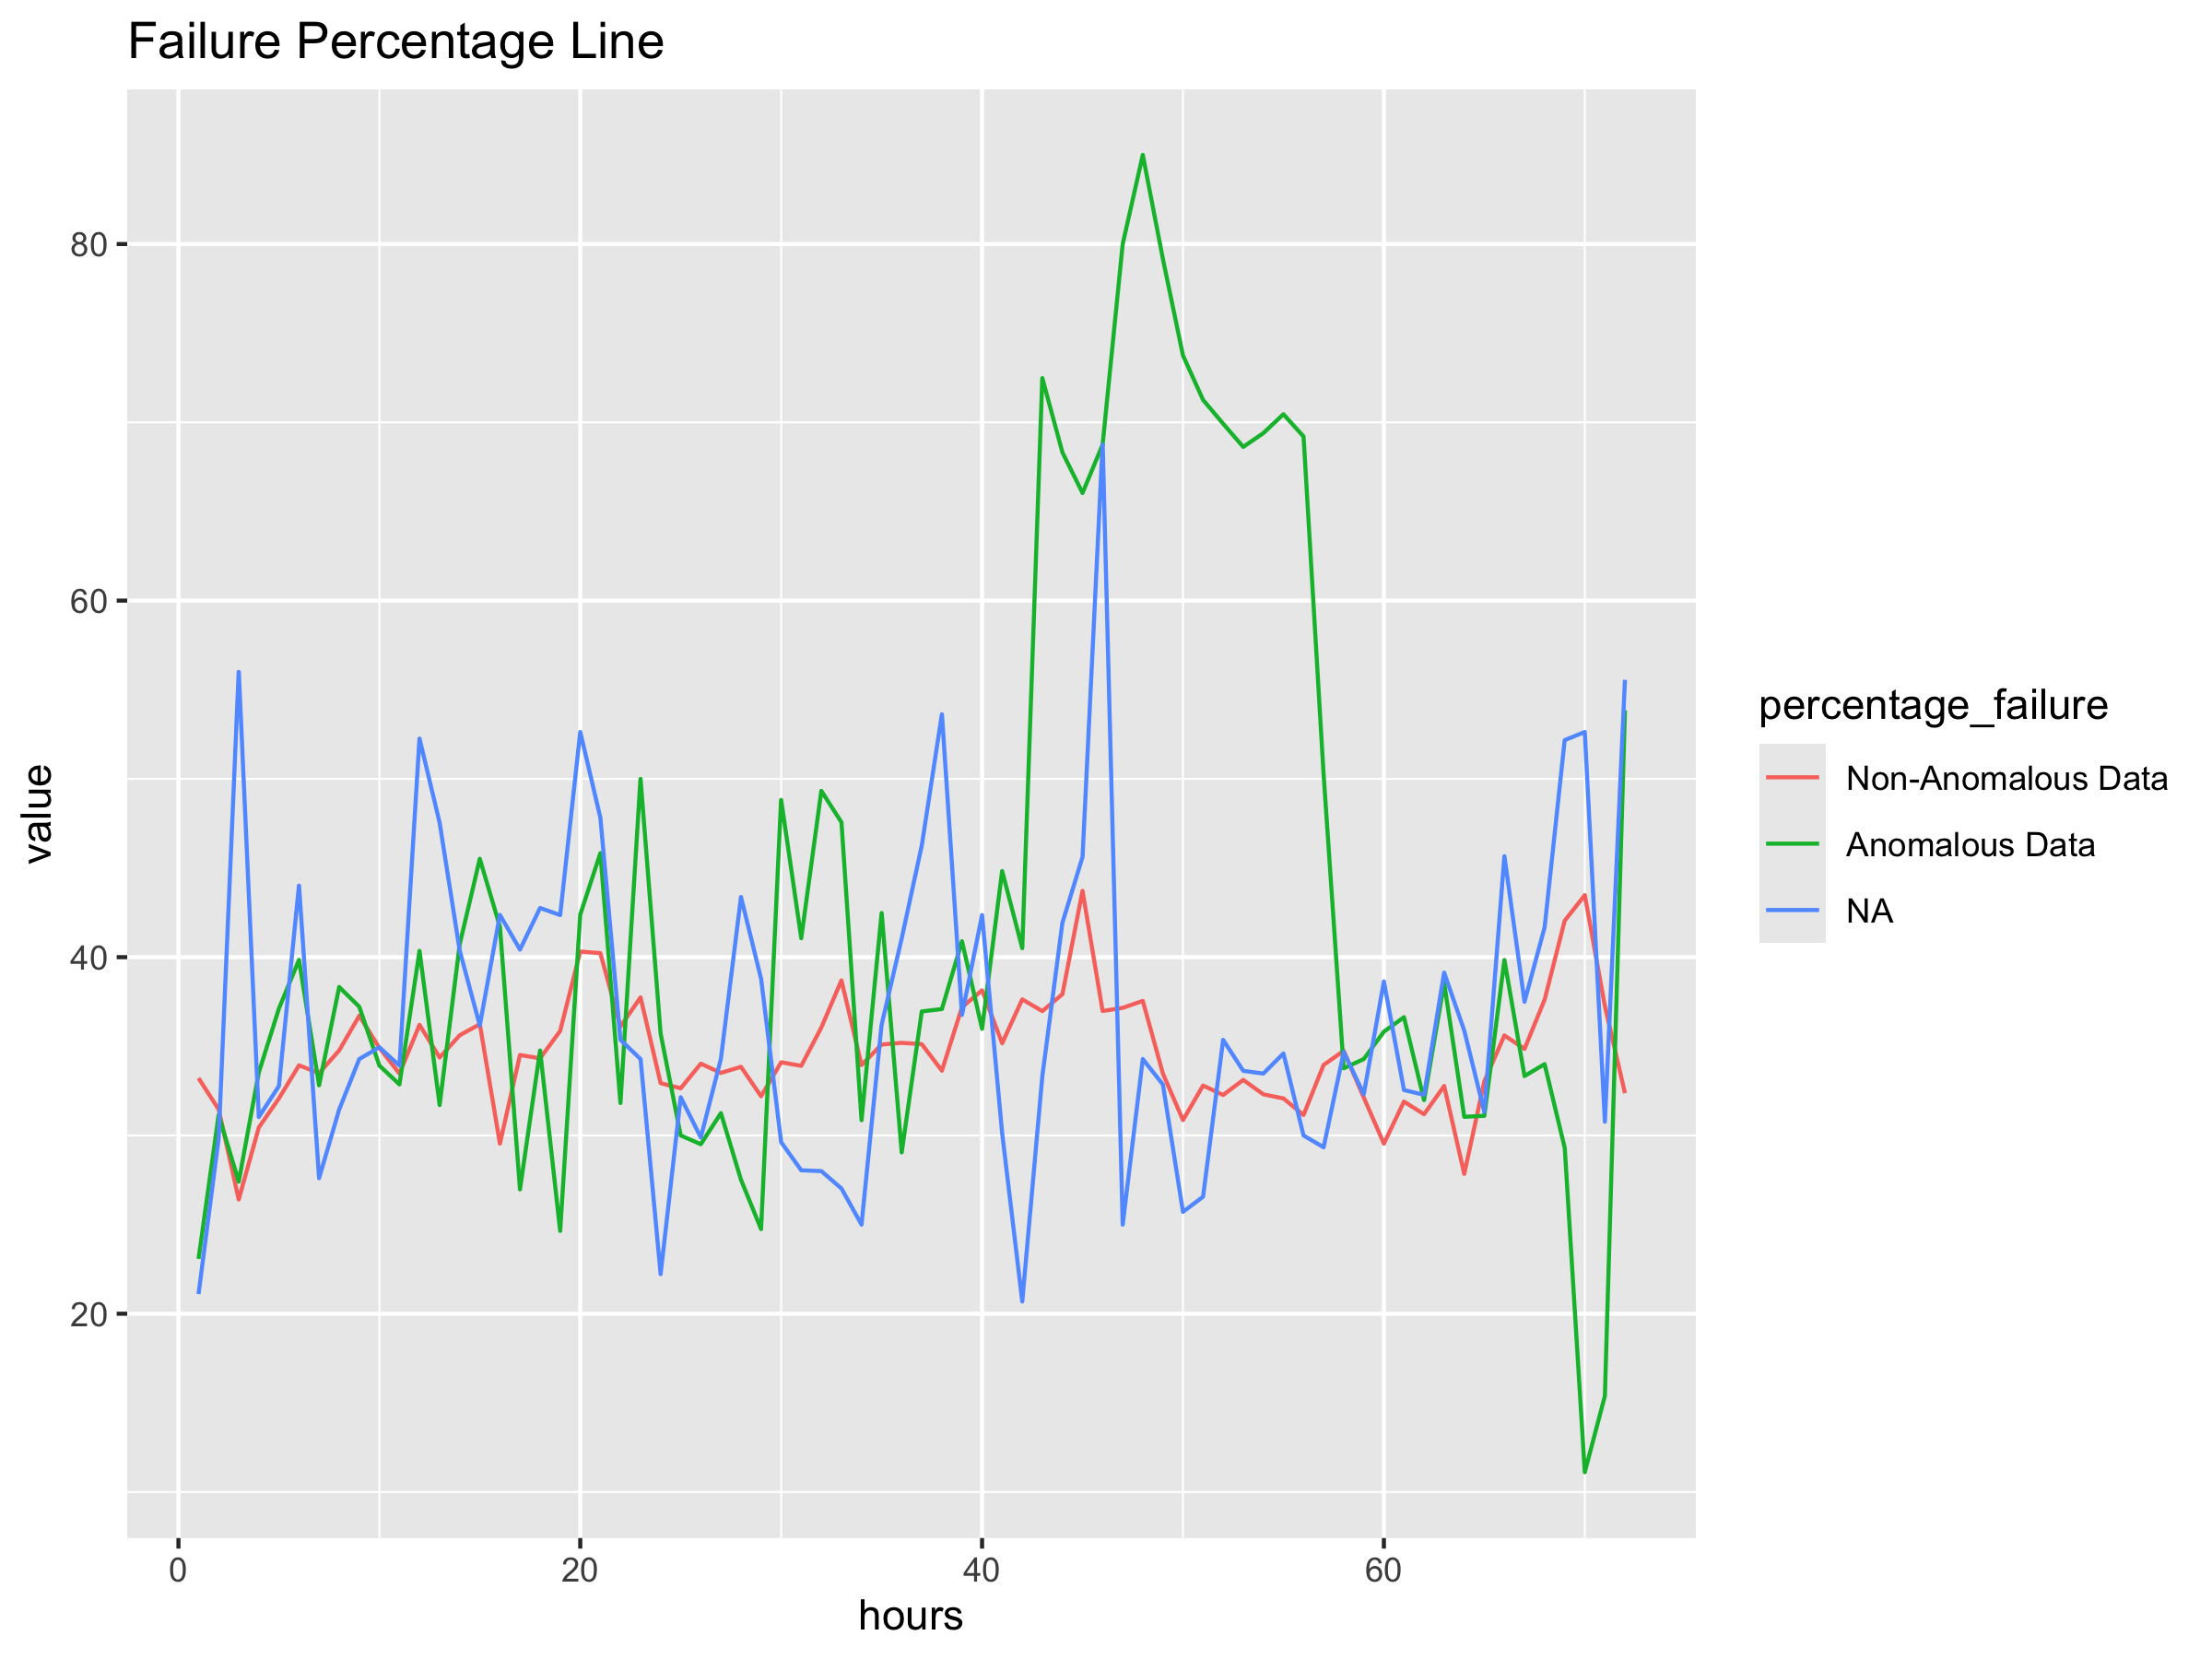 Failure Percentage Line
value
80
60
40
20
0
20
40
60
hours
percentage_failure
Non-Anomalous Data
Anomalous Data
NA